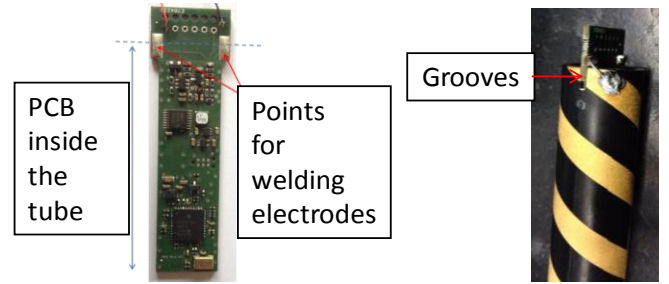 PCB
inside
the
tube
Points
for
welding
electrodes
Grooves